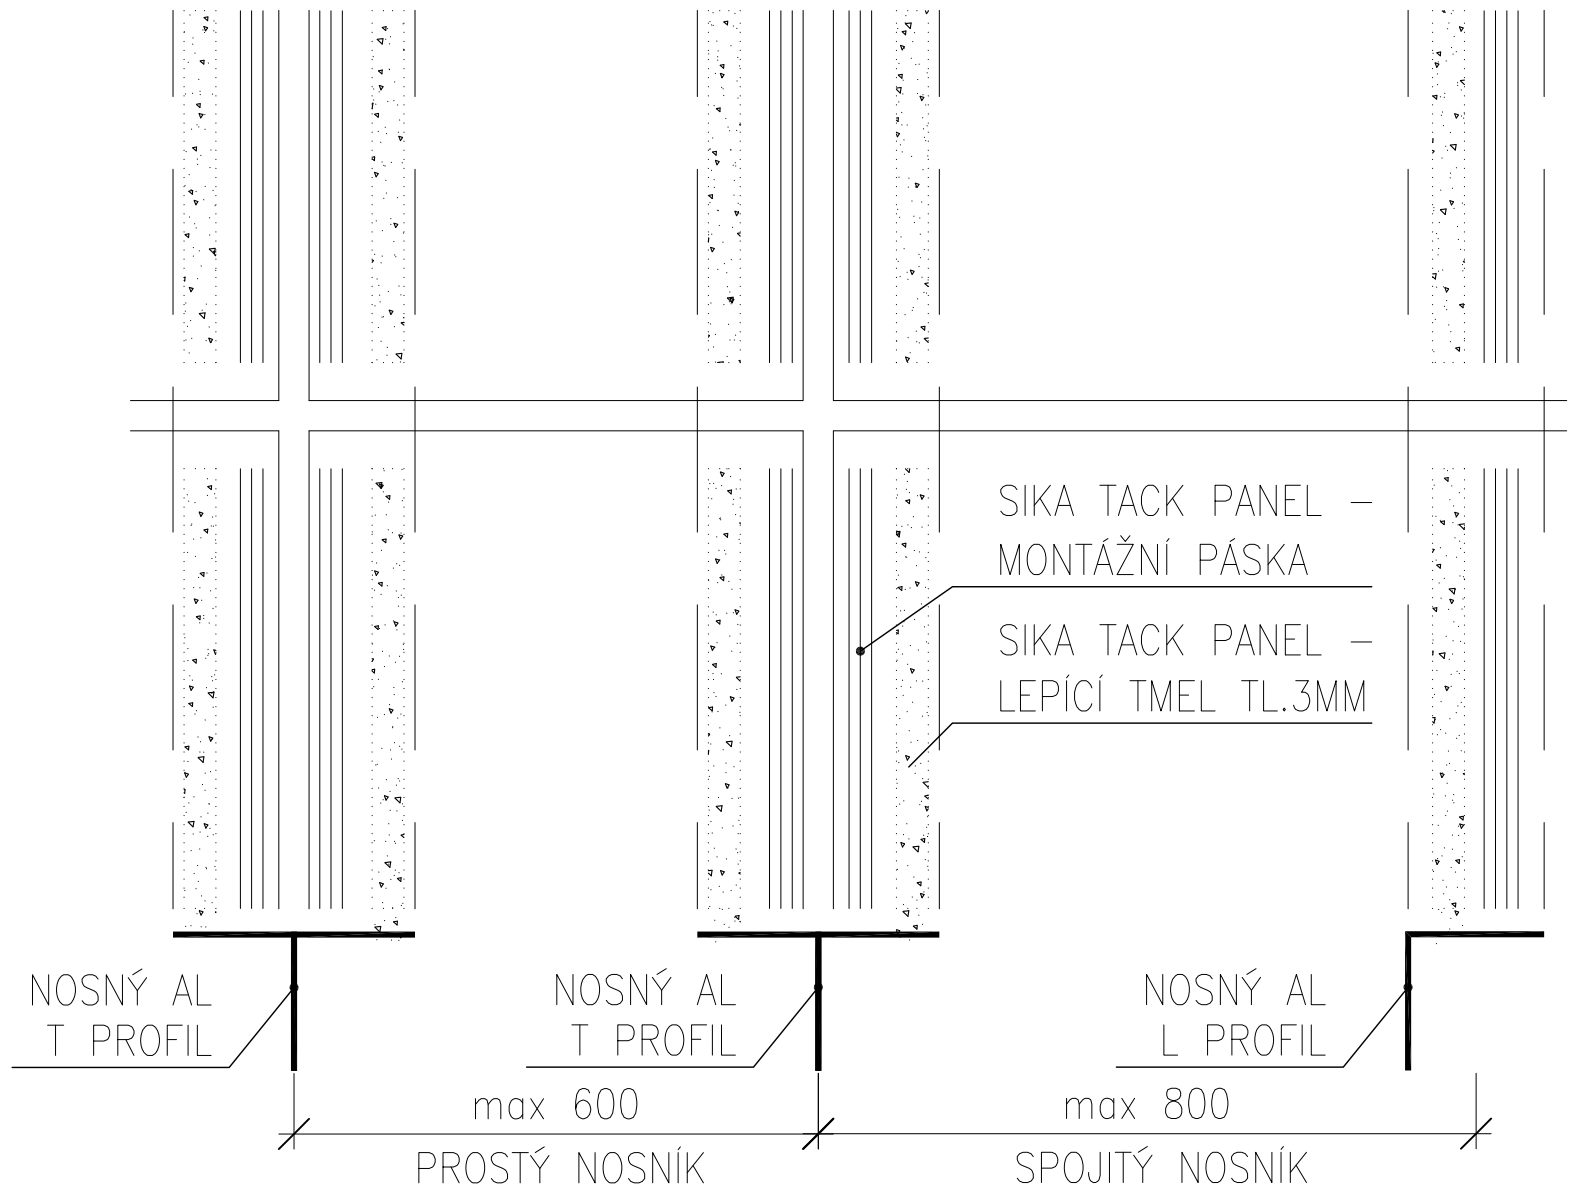 SIKA TACK PANEL –
MONTÁŽNÍ PÁSKA
SIKA TACK PANEL –
LEPÍCÍ TMEL TL.3MM
NOSNÝ AL
T PROFIL
NOSNÝ AL
T PROFIL
NOSNÝ AL
L PROFIL
max 600
PROSTÝ NOSNÍK
max 800
SPOJITÝ NOSNÍK